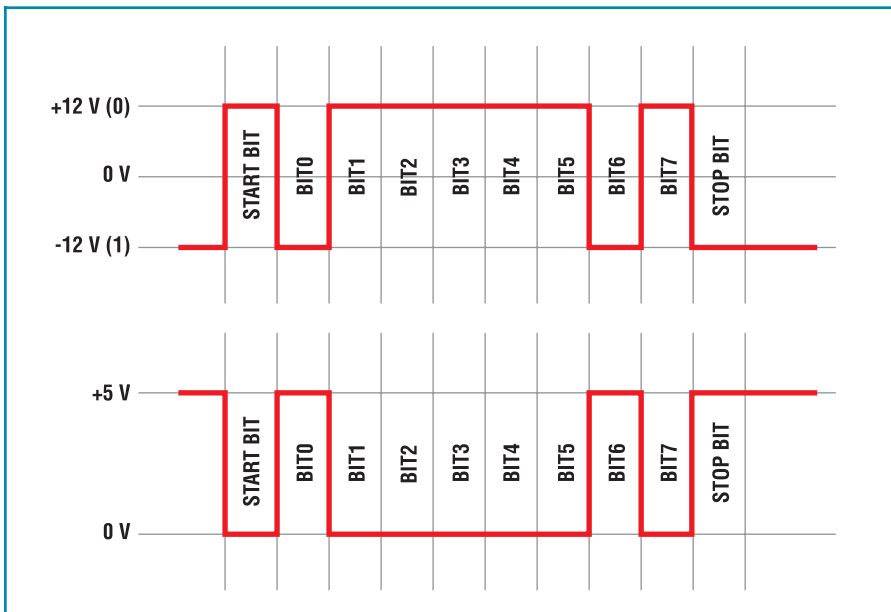 +12 V (0)
0 V
-12 V (1)
START BIT
BIT0
BIT1
BIT2
BIT3
BIT4
BIT5
BIT6
BIT7
STOP BIT
+5 V
0 V
START BIT
BIT0
BIT1
BIT2
BIT3
BIT4
BIT5
BIT6
BIT7
STOP BIT